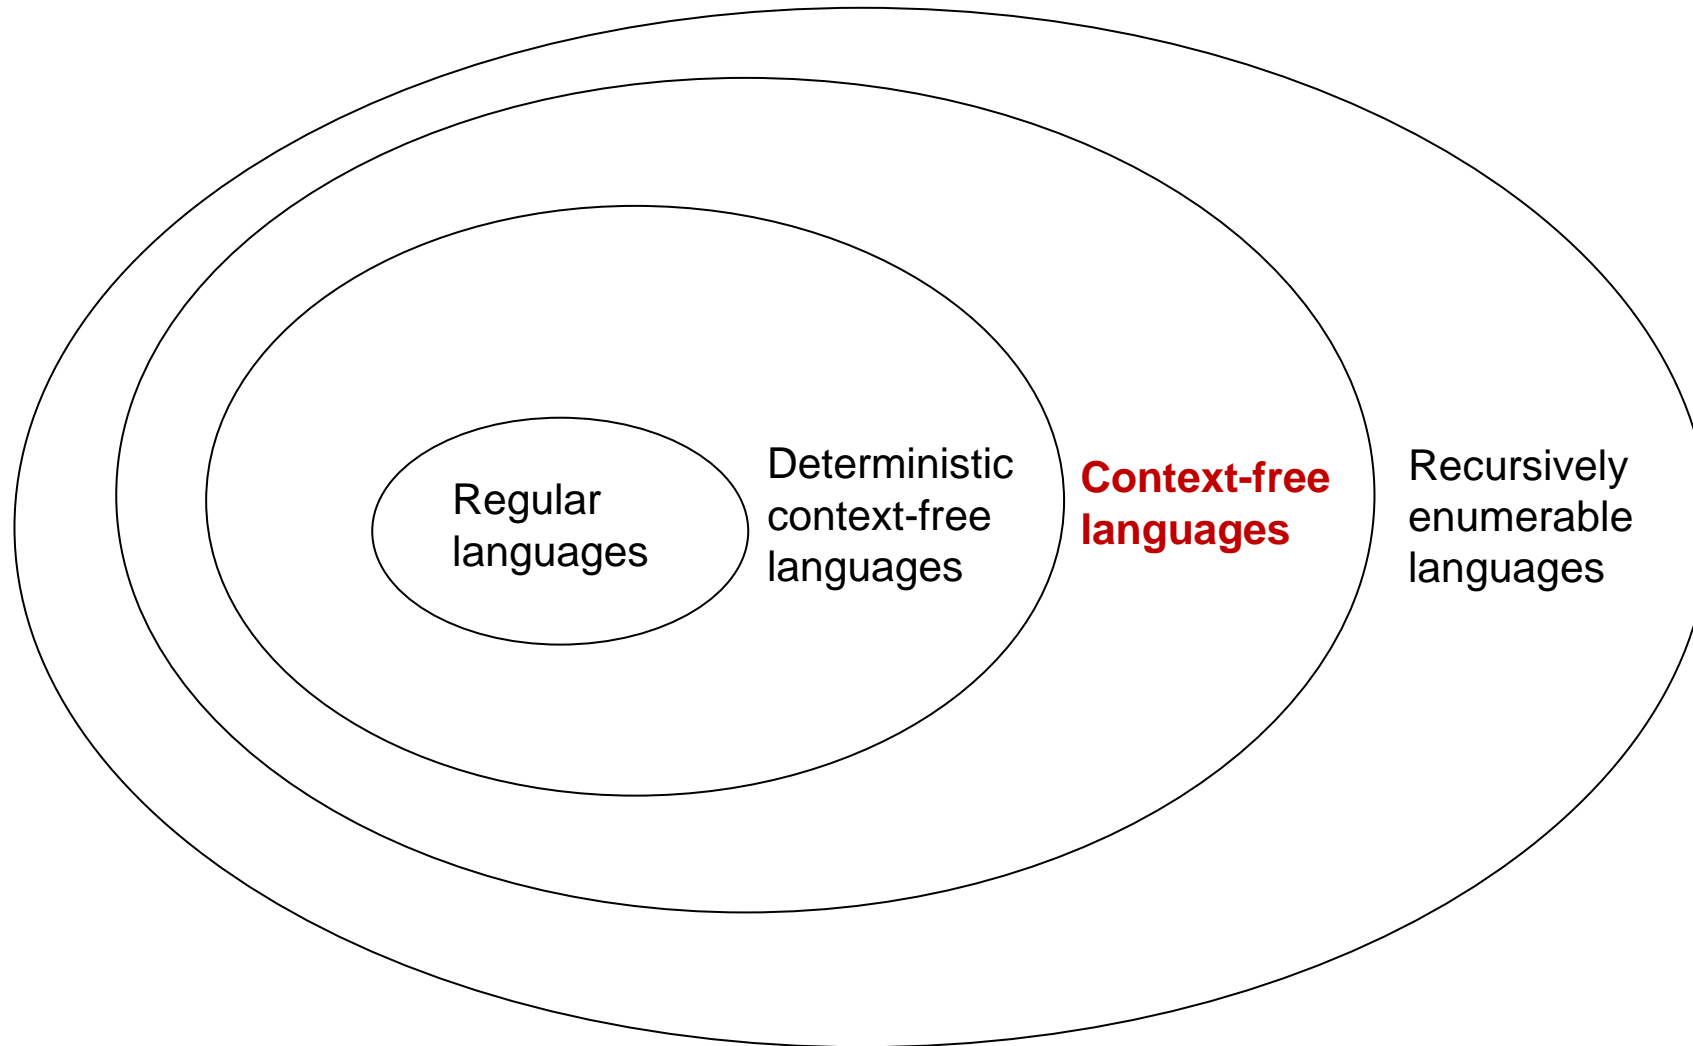 Regular
languages
Deterministic
context-free
languages
Context-free
languages
Recursively
enumerable
languages